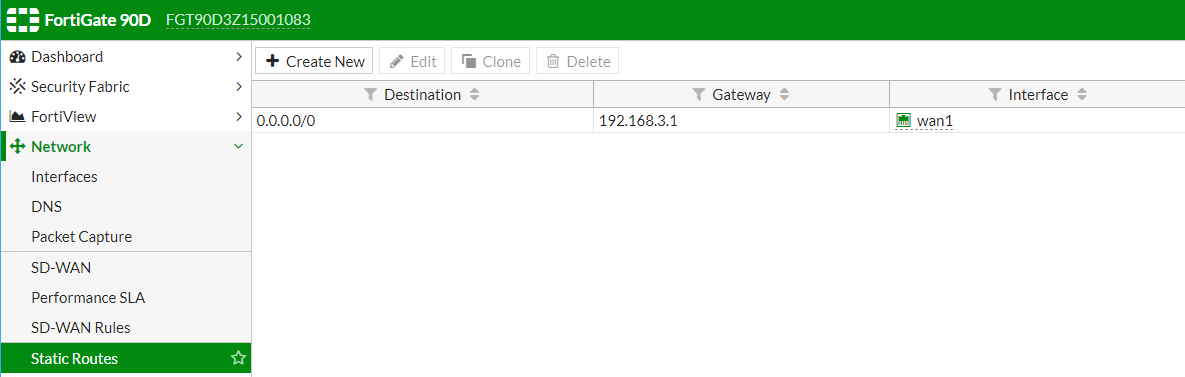 FortiGate 90D FGT90D3Z15001083
Dashboard
Security Fabric
FortiView
Network
Interfaces
DNS
Packet Capture
SD-WAN
Performance SLA
SD-WAN Rules
Static Routes
Create New Edit Clone Delete
Destination Gateway Interface
0.0.0.0/0 192.168.3.1 wan1